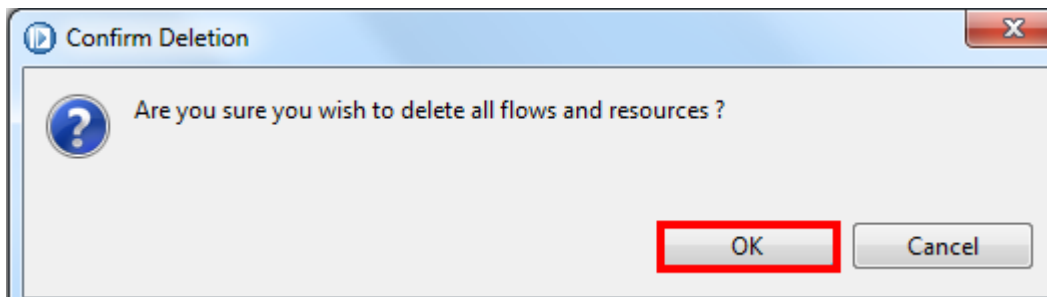 Confirm Deletion
Are you sure you wish to delete all flows and resources ?
OK
Cancel